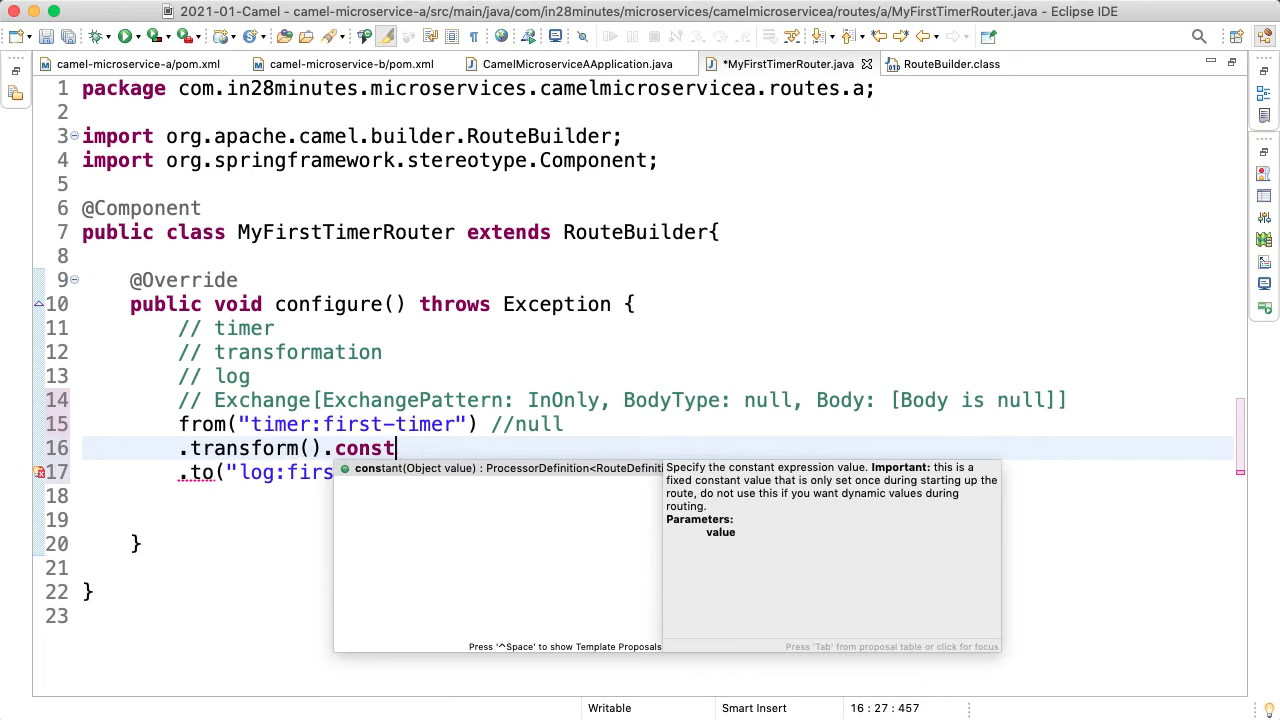 2021-01-Camel - camel-microservice-a/src/main/java/com/in28minutes/microservices/camelmicroservicea/routes/a/MyFirstTimerRouter.java - Eclipse IDE
camel-microservice-a/pom.xml camel-microservice-b/pom.xml CamelMicroserviceAApplication.java *MyFirstTimerRouter.java RouteBuilder.class
1 package com.in28minutes.microservices.camelmicroservicea.routes.a;
2
3 import org.apache.camel.builder.RouteBuilder;
4 import org.springframework.stereotype.Component;
5
6 @Component
7 public class MyFirstTimerRouter extends RouteBuilder{
8
9 @Override
10 public void configure() throws Exception {
11 // timer
12 // transformation
13 // log
14 // Exchange[ExchangePattern: InOnly, BodyType: null, Body: [Body is null]]
15 from("timer:first-timer") //null
16 .transform().const
17 .to("log:firs
18
19
20 }
21
22 }
23
constant(Object value) : ProcessorDefinition<RouteDefiniti
Press '^Space' to show Template Proposals
Specify the constant expression value. Important: this is a
fixed constant value that is only set once during starting up the
route, do not use this if you want dynamic values during
routing.
Parameters:
value
Press 'Tab' from proposal table or click for focus
Writable Smart Insert 16 : 27 : 457